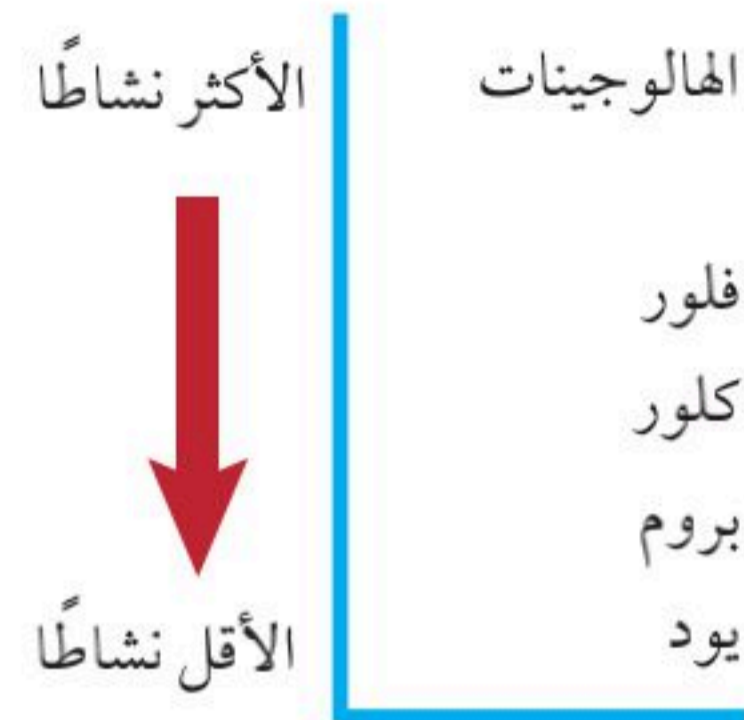 الهالوجينات
الأكثر نشاطًا
فلور
كلور
بروم
يود
الأقل نشاطًا